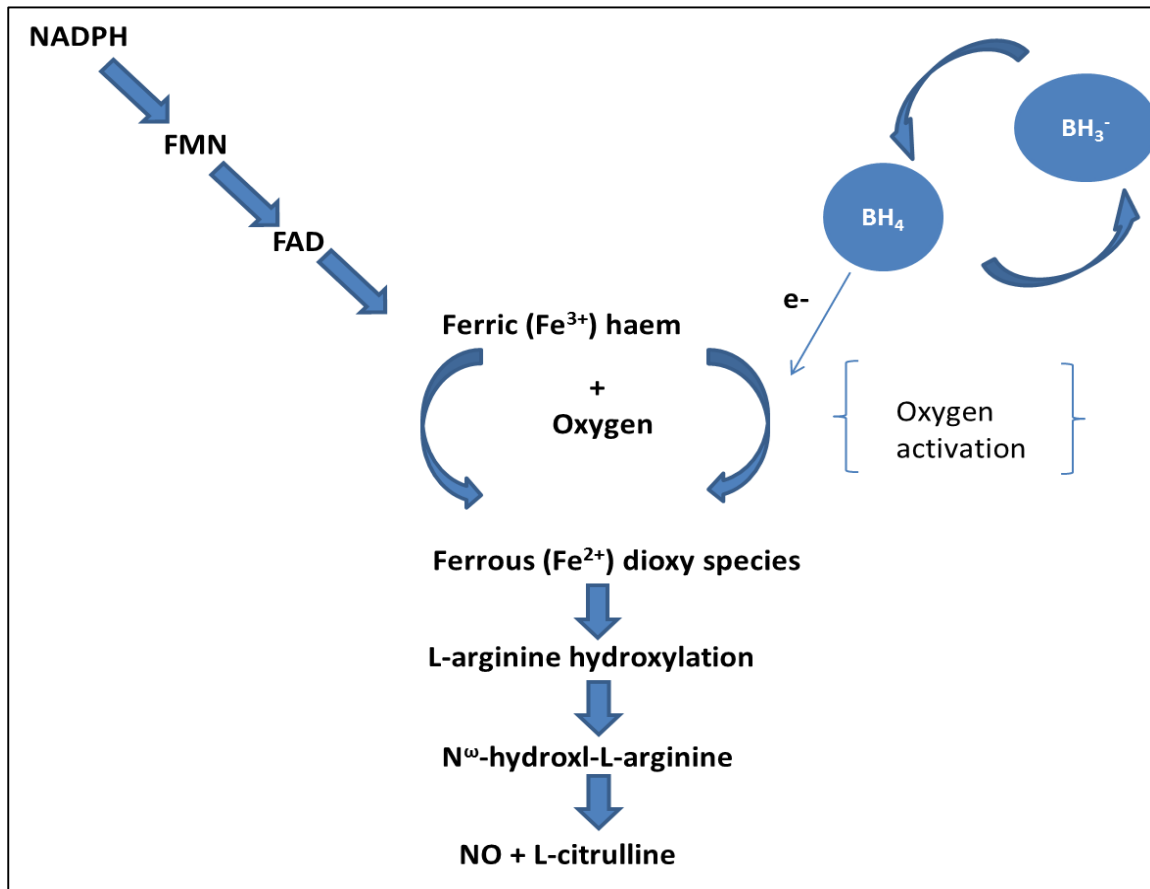 NADPH
FMN
FAD
BH₃⁻
BH₄
e-
Ferric (Fe³⁺) haem
+
Oxygen
Oxygen
activation
Ferrous (Fe²⁺) dioxy species
L-arginine hydroxylation
Nᵚ-hydroxl-L-arginine
NO + L-citrulline